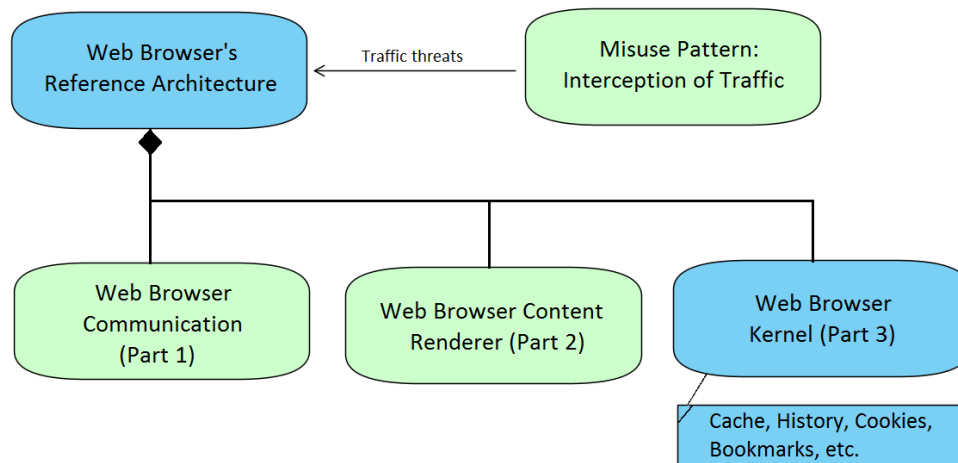 Web Browser's
Reference Architecture
Traffic threats
Misuse Pattern:
Interception of Traffic
Web Browser
Communication
(Part 1)
Web Browser Content
Renderer (Part 2)
Web Browser
Kernel (Part 3)
Cache, History, Cookies,
Bookmarks, etc.